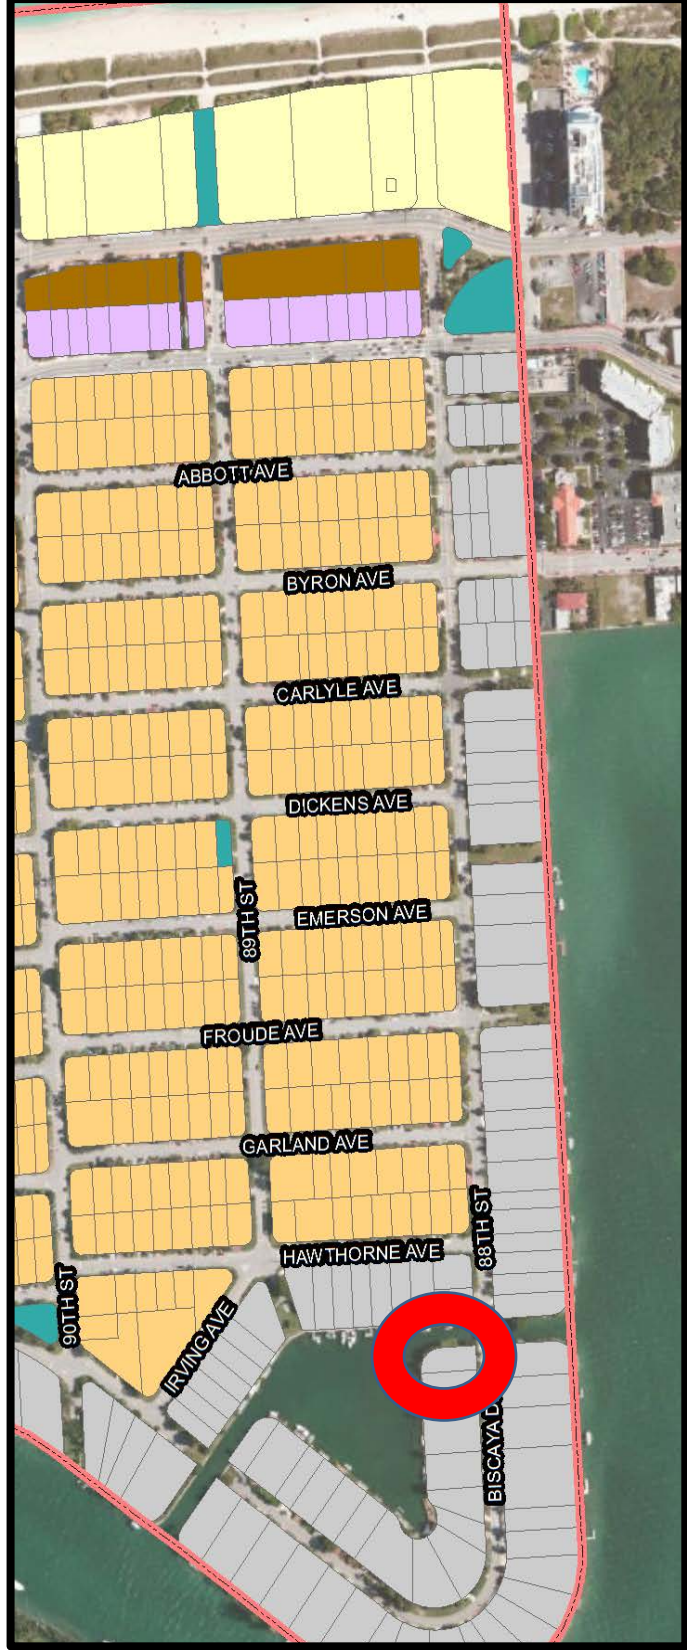 ABBOTT AVE
BYRON AVE
CARLYLE AVE
DICKENS AVE
89TH ST
EMERSON AVE
FROUDE AVE
GARLAND AVE
88TH ST
HAWTHORNE AVE
90TH ST
IRVING AVE
BISCAYA